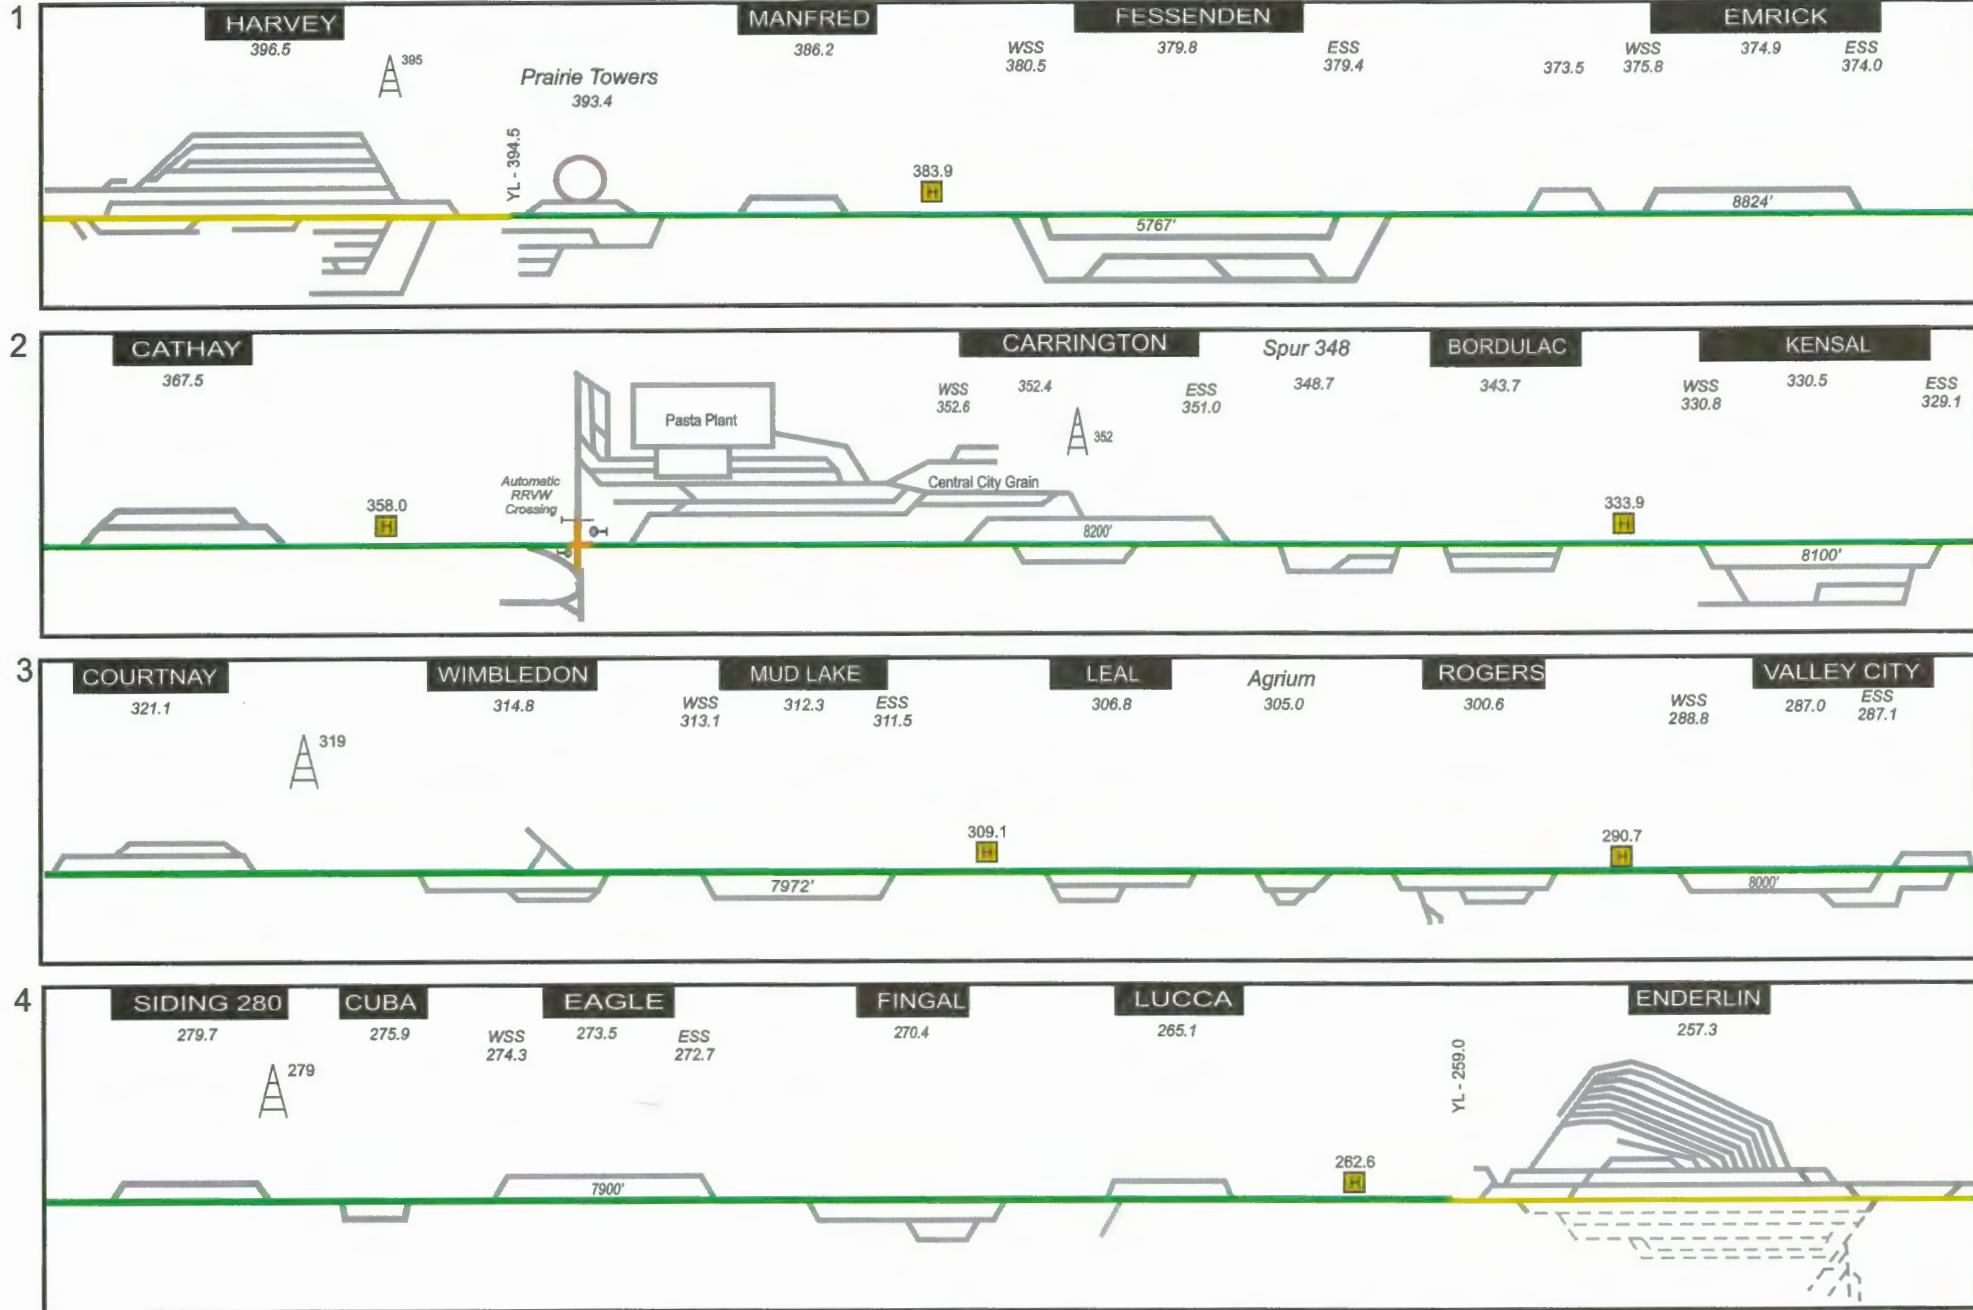 1
HARVEY
396.5
395
Prairie Towers
393.4
YL - 394.5
MANFRED
386.2
383.9
H
WSS
380.5
FESSENDEN
379.8
ESS
379.4
5767'
373.5
WSS
375.8
EMRICK
374.9
ESS
374.0
8824'
2
CATHAY
367.5
358.0
H
Automatic
RRVW
Crossing
Pasta Plant
Central City Grain
WSS
352.6
CARRINGTON
352.4
352
ESS
351.0
8200'
Spur 348
348.7
BORDULAC
343.7
333.9
H
WSS
330.8
KENSAL
330.5
ESS
329.1
8100'
3
COURTNAY
321.1
319
WIMBLEDON
314.8
WSS
313.1
MUD LAKE
312.3
ESS
311.5
7972'
309.1
H
LEAL
306.8
Agrium
305.0
ROGERS
300.6
290.7
H
WSS
288.8
VALLEY CITY
287.0
ESS
287.1
8000'
4
SIDING 280
279.7
279
CUBA
275.9
WSS
274.3
EAGLE
273.5
ESS
272.7
7900'
FINGAL
270.4
LUCCA
265.1
262.6
H
YL - 259.0
ENDERLIN
257.3